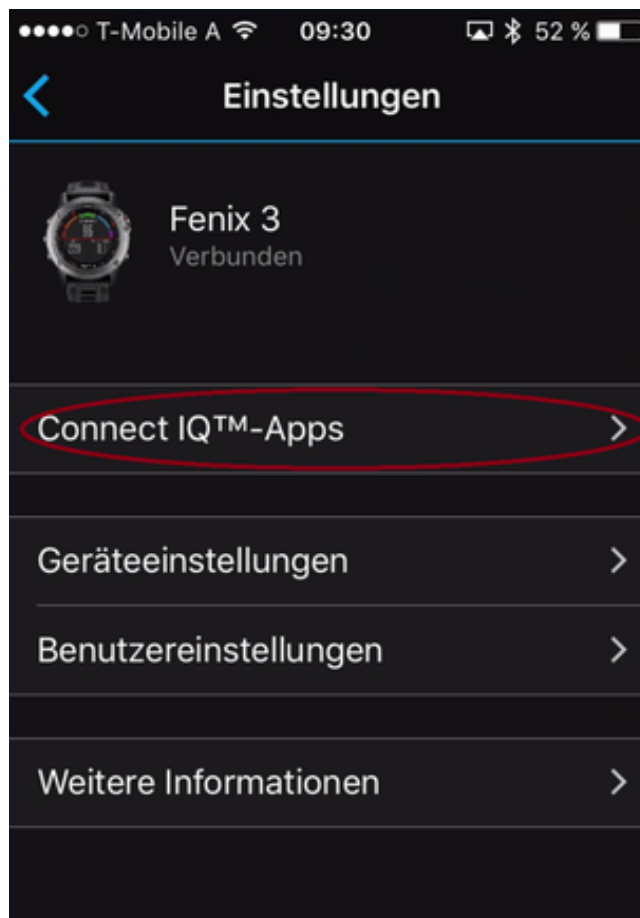 T-Mobile A 09:30 52 %
Einstellungen
Fenix 3
Verbunden
Connect IQ™-Apps
Geräteeinstellungen
Benutzereinstellungen
Weitere Informationen